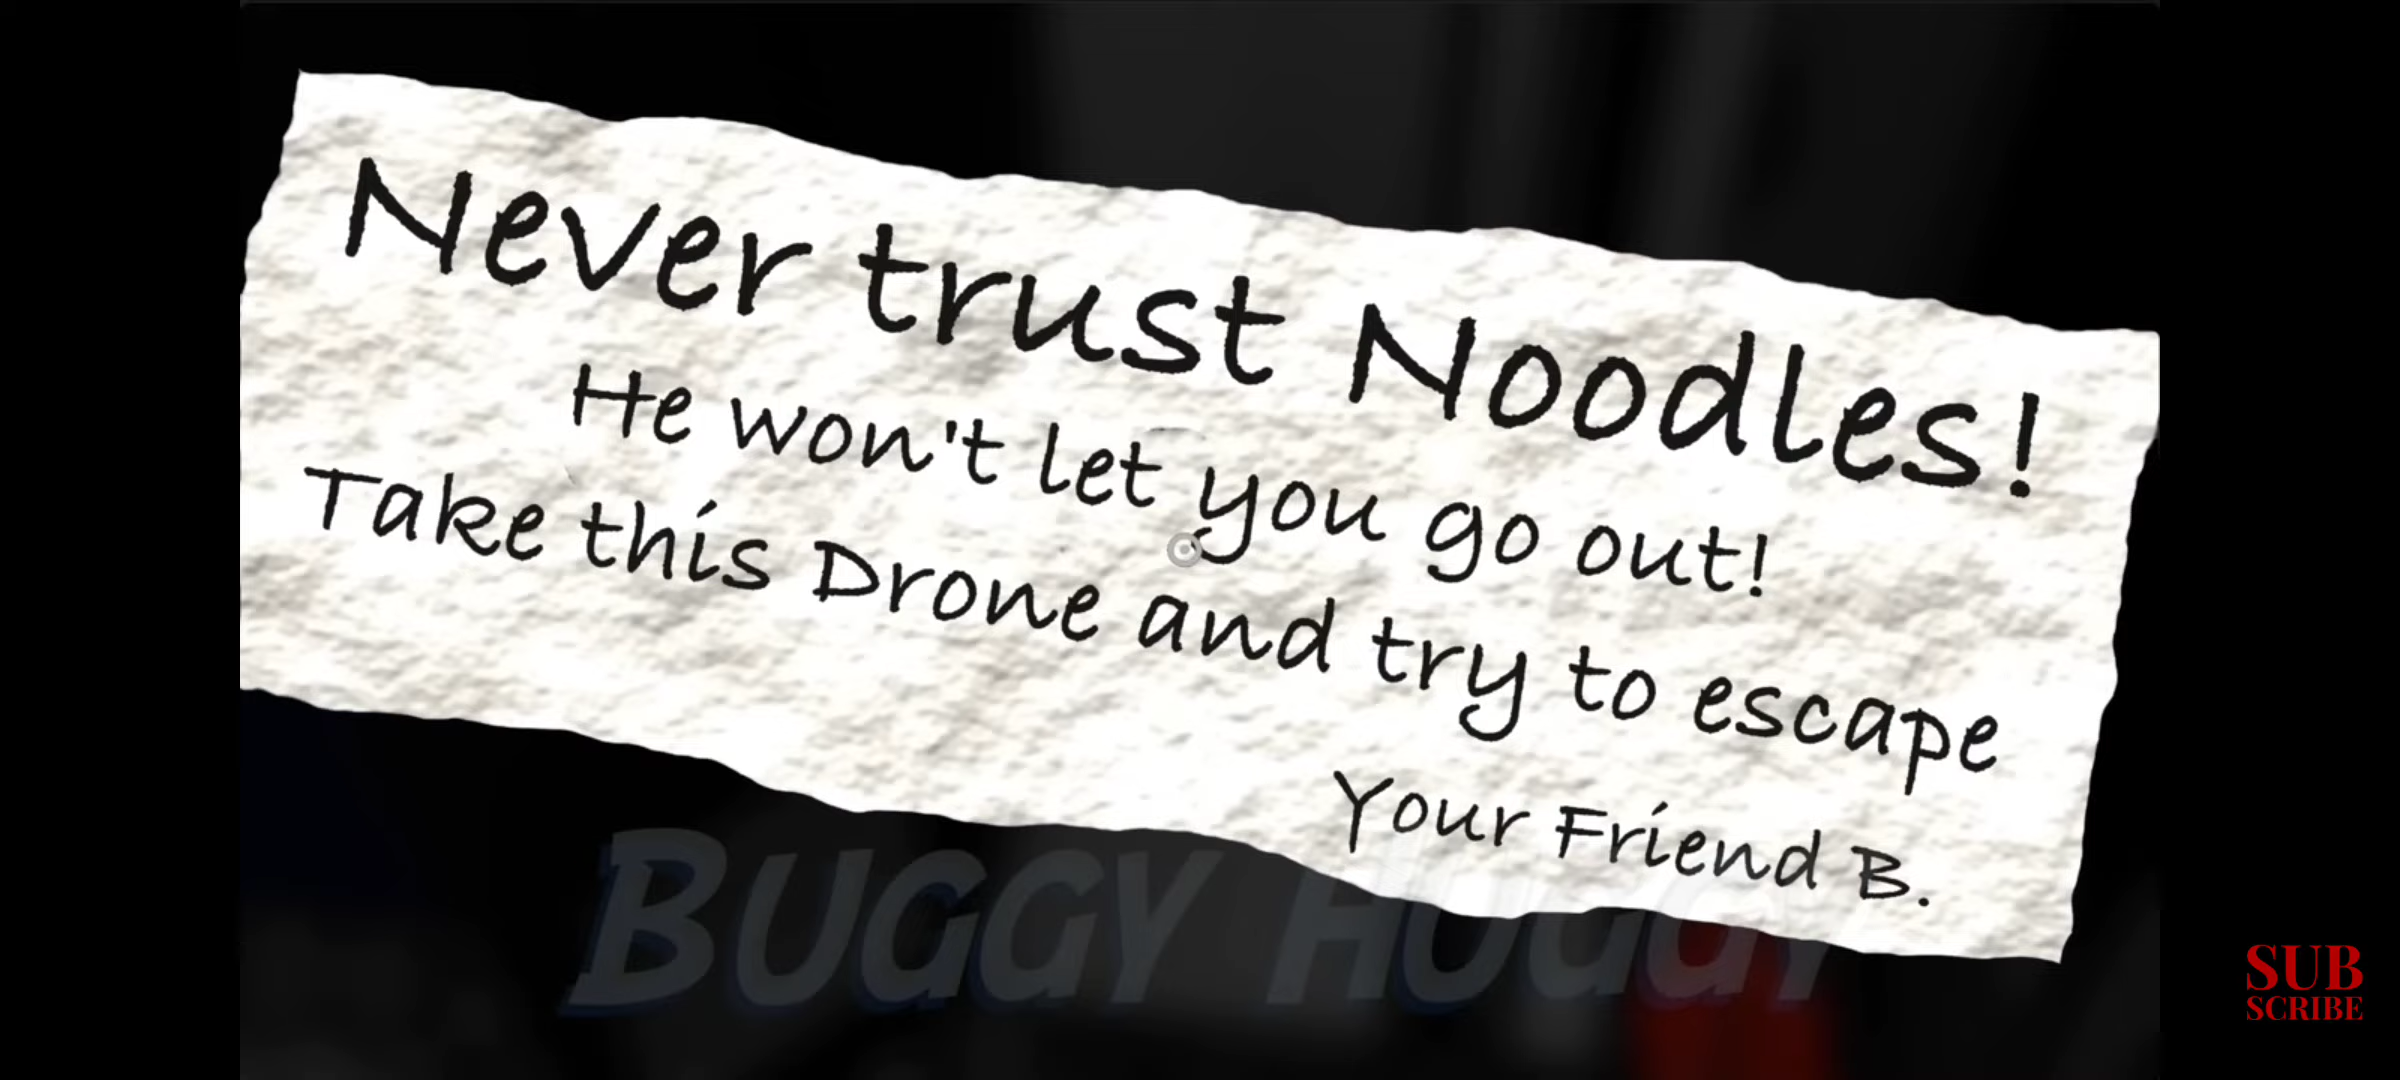 Never trust Noodles!
He won't let you go out!
Take this Drone and try to escape
Your Friend B.
BUGGY HUGGY
SUB
SCRIBE